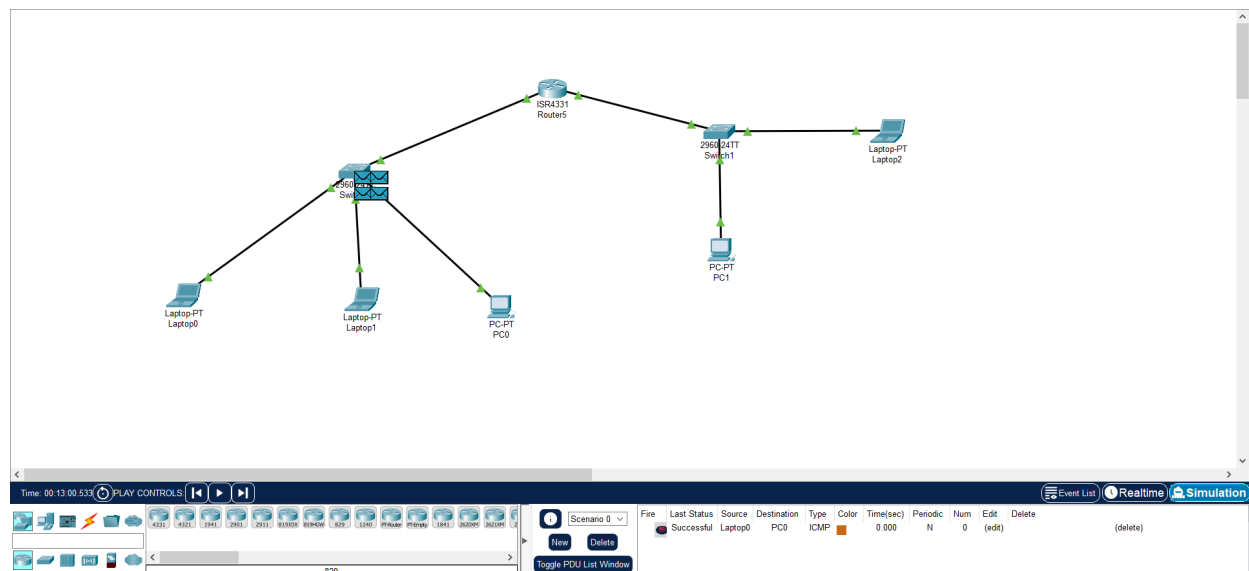 ISR4331
Router5
2960-24TT
Switch1
Laptop-PT
Laptop2
PC-PT
PC1
Laptop-PT
Laptop0
Laptop-PT
Laptop1
PC-PT
PC0
Time: 00:13:00.533 PLAY CONTROLS:
Event List Realtime Simulation
4331 4321 1941 2901 2911 819IOX 819HGW 829 1240 PT-Router PT-Empty 1841 2620XM 2621XM
829
Scenario 0
New Delete
Toggle PDU List Window
Fire Last Status Source Destination Type Color Time(sec) Periodic Num Edit Delete
Successful Laptop0 PC0 ICMP 0.000 N 0 (edit) (delete)